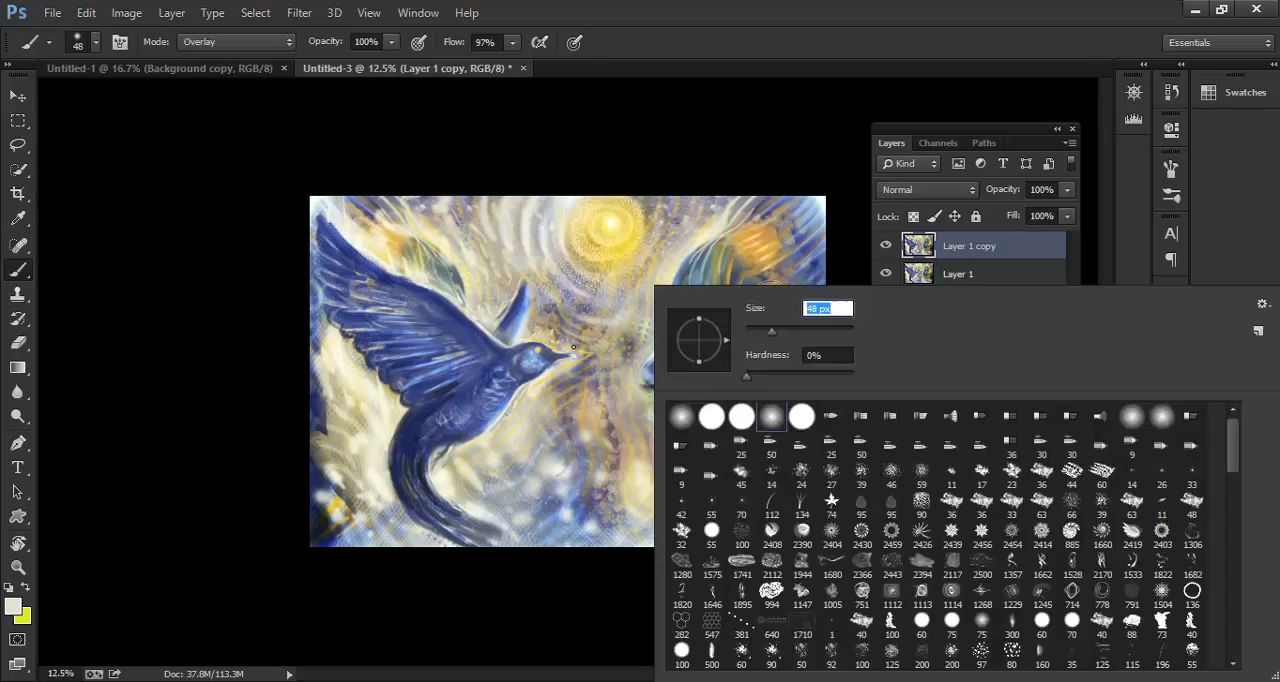 Ps File Edit Image Layer Type Select Filter 3D View Window Help
48 Mode: Overlay Opacity: 100% Flow: 97% Essentials
Untitled-1 @ 16.7% (Background copy, RGB/8) × Untitled-3 @ 12.5% (Layer 1 copy, RGB/8) * ×
Swatches
Layers Channels Paths
Kind
Normal Opacity: 100%
Lock: Fill: 100%
Layer 1 copy
Layer 1
Size: 48 px
Hardness: 0%
25 50 25 50 36 30 30 9
9 45 14 24 27 39 46 59 11 17 23 36 44 60 14 26 33
42 55 70 112 134 74 95 95 90 36 36 33 63 66 39 63 11 48
32 55 100 2408 2390 2404 2430 2459 2426 2439 2456 2454 2414 885 1660 2419 2403 1306
1280 1575 1741 2112 1944 1680 2366 2443 2394 2117 2500 1357 1662 1528 2170 1533 1822 1682
1820 1646 1895 994 1147 1005 751 1112 1113 1114 1268 1229 1245 714 778 791 1504 136
282 547 381 640 1710 1 40 100 60 75 75 300 60 70 40 88 73 40
100 500 60 90 50 92 100 125 200 200 97 80 160 35 125 115 196 55
12.5% Doc: 37.8M/113.3M